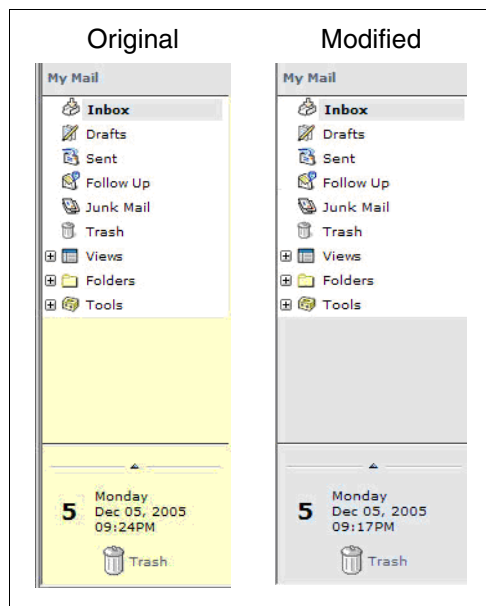 Original
My Mail
Inbox
Drafts
Sent
Follow Up
Junk Mail
Trash
Views
Folders
Tools
5
Monday
Dec 05, 2005
09:24PM
Trash
Modified
My Mail
Inbox
Drafts
Sent
Follow Up
Junk Mail
Trash
Views
Folders
Tools
5
Monday
Dec 05, 2005
09:17PM
Trash